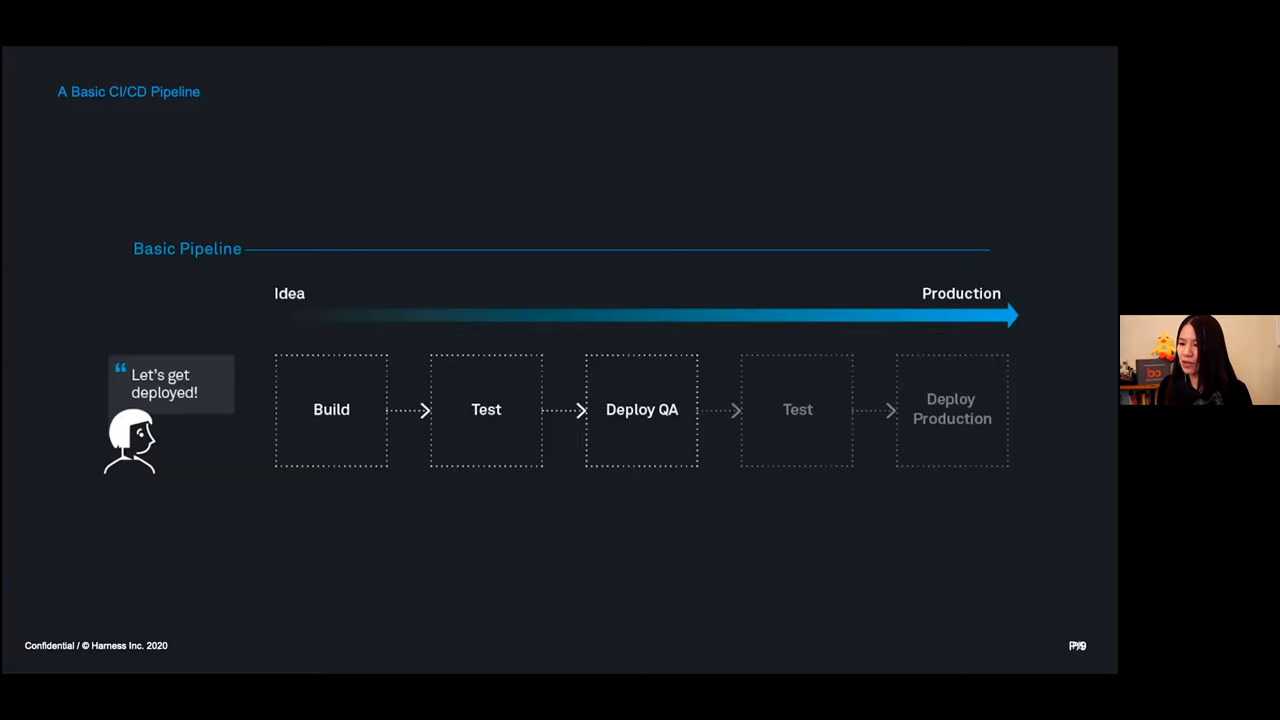 A Basic CI/CD Pipeline
Basic Pipeline
Idea
Production
“ Let's get
deployed!
Build
Test
Deploy QA
Test
Deploy
Production
Confidential / © Harness Inc. 2020